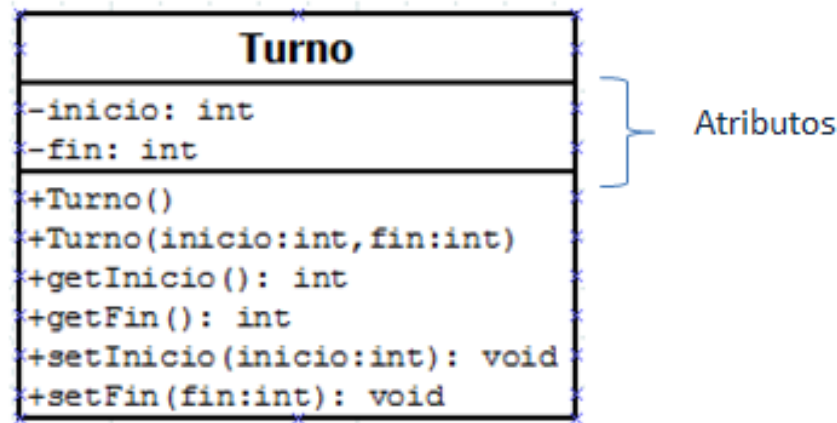 Turno
-inicio: int
-fin: int
Atributos
+Turno()
+Turno(inicio:int,fin:int)
+getInicio(): int
+getFin(): int
+setInicio(inicio:int): void
+setFin(fin:int): void